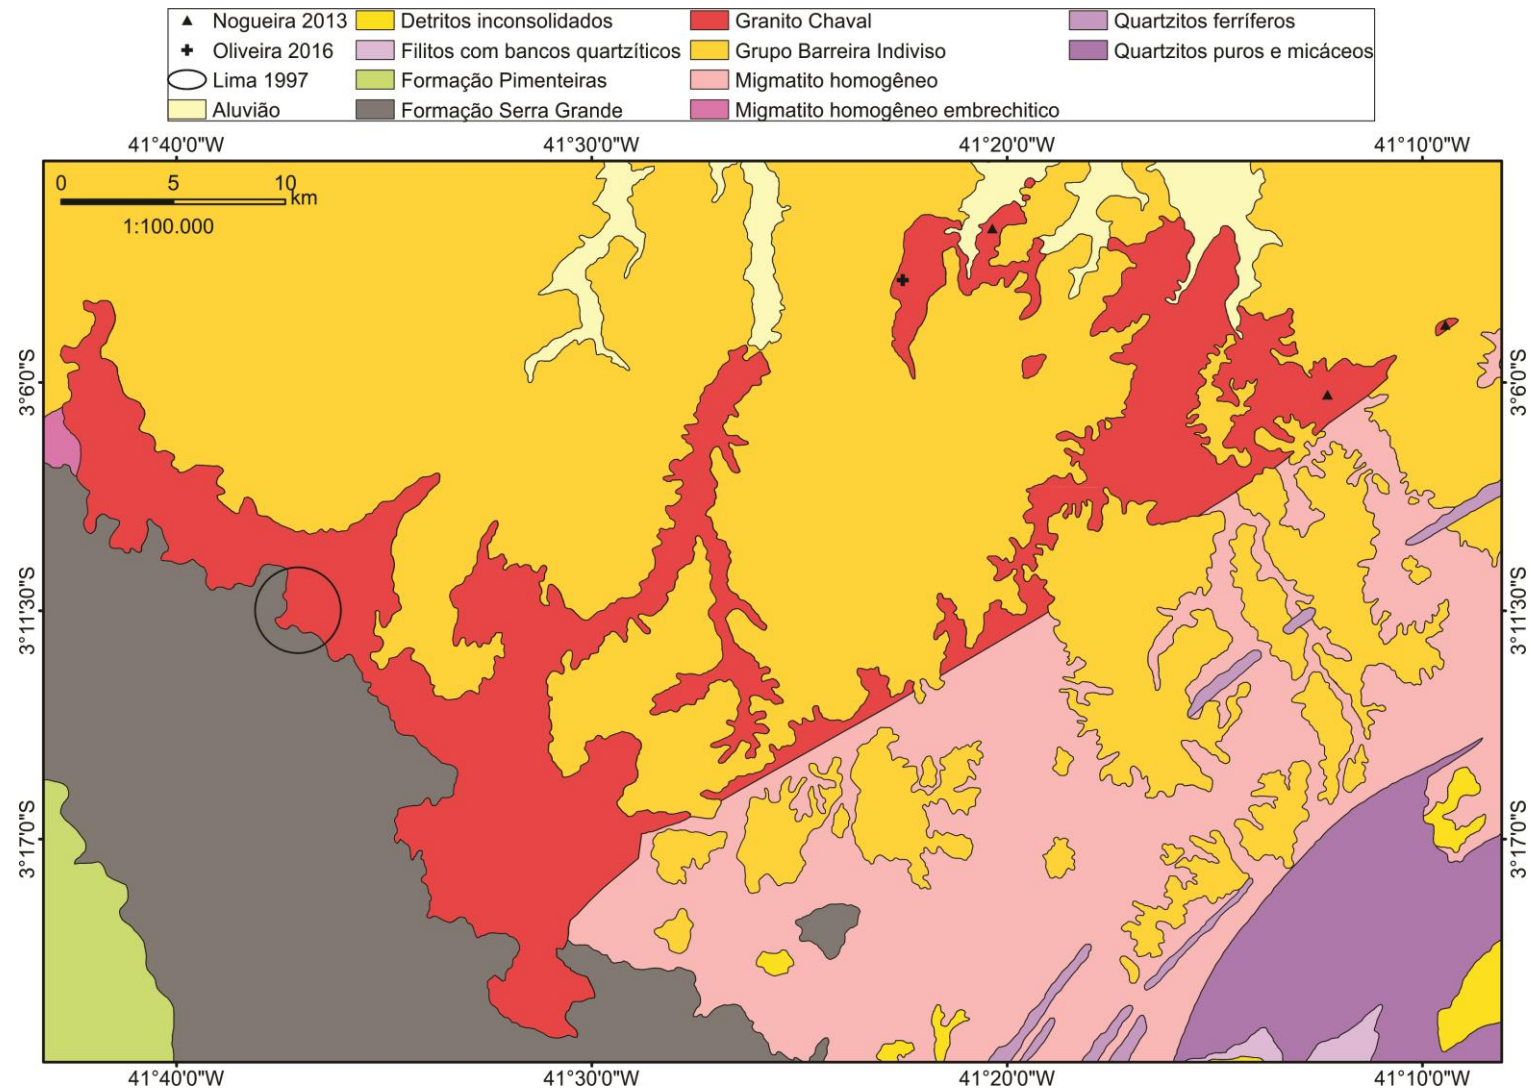 Nogueira 2013 Detritos inconsolidados Granito Chaval Quartzitos ferríferos
Oliveira 2016 Filitos com bancos quartzíticos Grupo Barreira Indiviso Quartzitos puros e micáceos
Lima 1997 Formação Pimenteiras Migmatito homogêneo
Aluvião Formação Serra Grande Migmatito homogêneo embrechitico
41°40'0"W 41°30'0"W 41°20'0"W 41°10'0"W
0 5 10
km
1:100.000
3°6'0"S 3°6'0"S
3°11'30"S 3°11'30"S
3°17'0"S 3°17'0"S
41°40'0"W 41°30'0"W 41°20'0"W 41°10'0"W